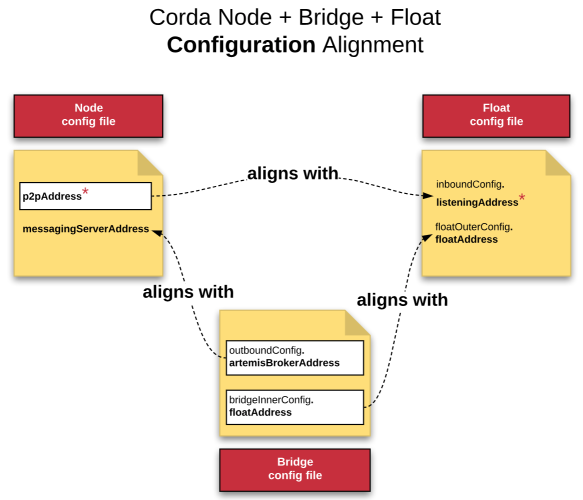 Corda Node + Bridge + Float
Configuration Alignment
Node
config file
Float
config file
p2pAddress*
messagingServerAddress
aligns with
inboundConfig.
listeningAddress*
floatOuterConfig.
floatAddress
aligns with
aligns with
outboundConfig.
artemisBrokerAddress
bridgeInnerConfig.
floatAddress
Bridge
config file